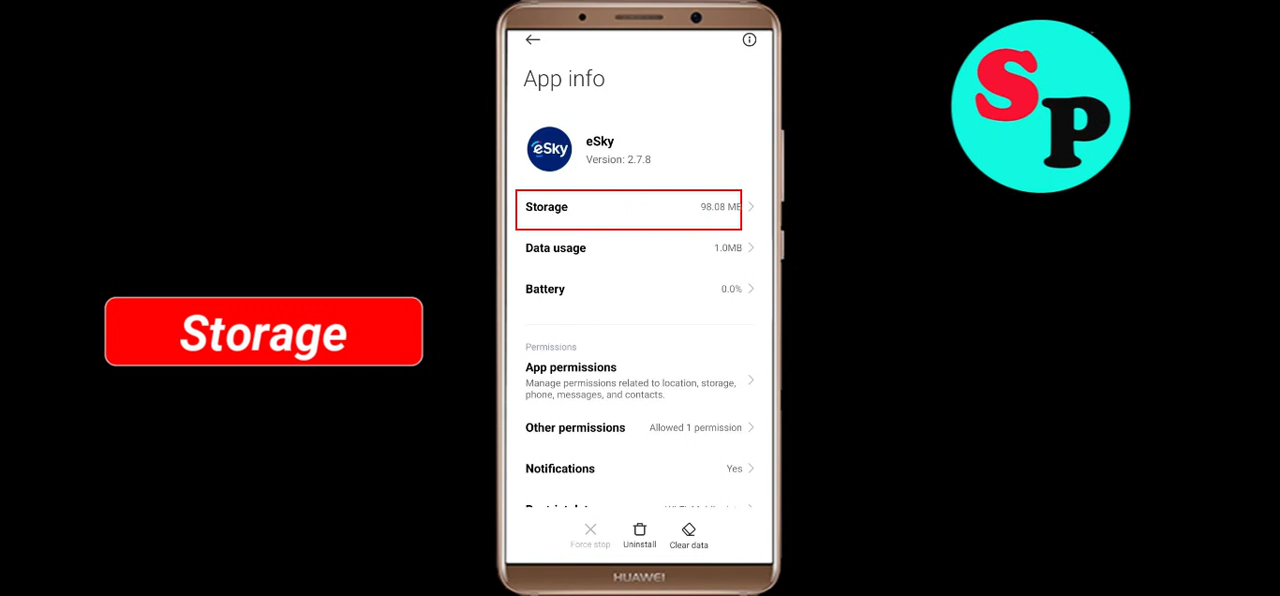 App info
eSky
eSky
Version: 2.7.8
Storage 98.08 MB
Data usage 1.0MB
Battery 0.0%
Permissions
App permissions
Manage permissions related to location, storage,
phone, messages, and contacts.
Other permissions Allowed 1 permission
Notifications Yes
Force stop Uninstall Clear data
HUAWEI
Storage
SP